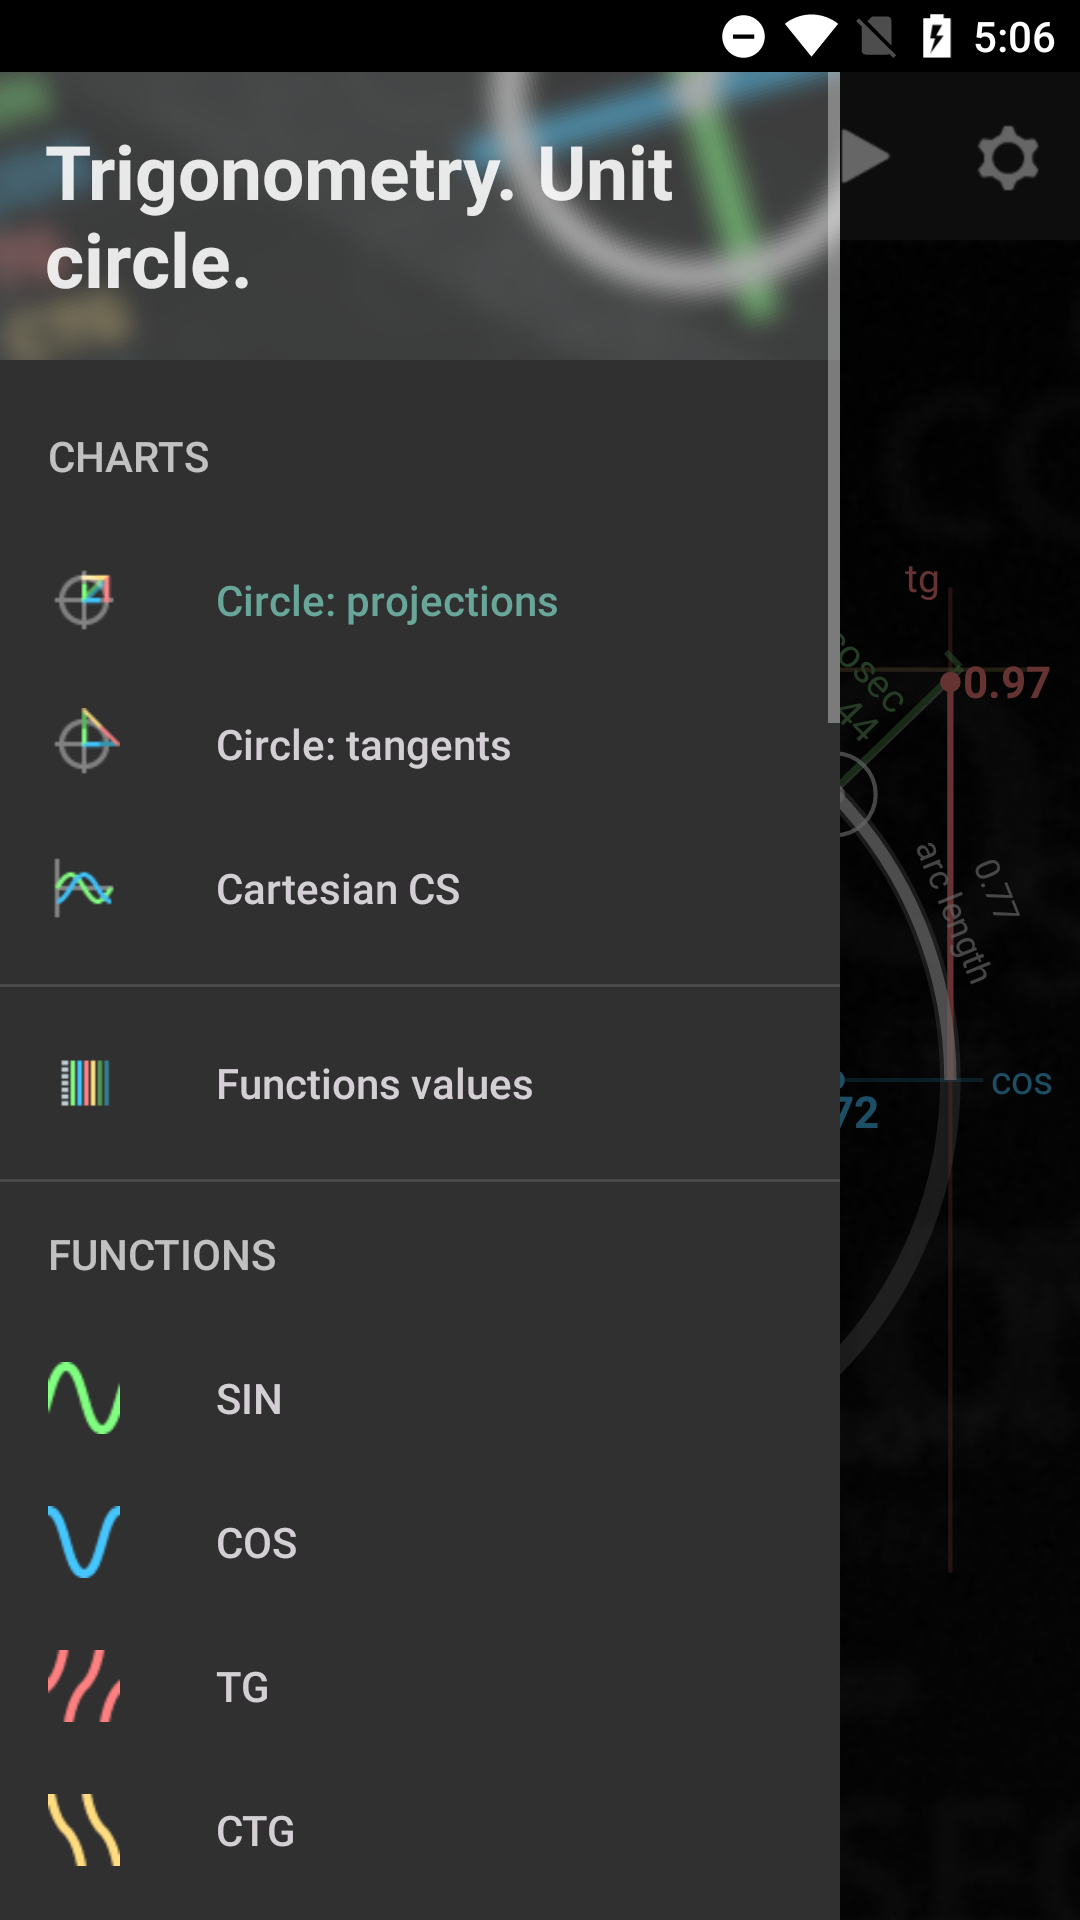 5:06
Trigonometry. Unit
circle.
CHARTS
Circle: projections
Circle: tangents
Cartesian CS
Functions values
FUNCTIONS
SIN
COS
TG
CTG
tg
0.97
cosec
44
0.77
arc length
cos
72